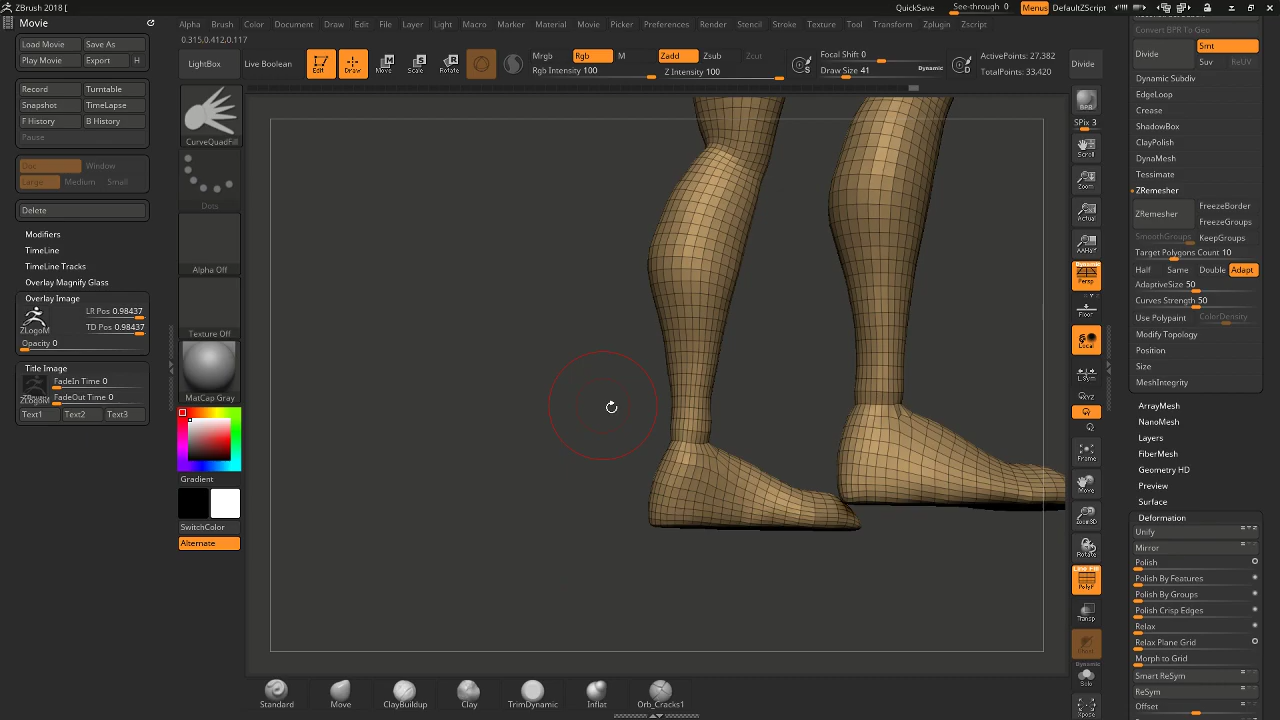 ZBrush 2018 [
QuickSave
See-through 0
Menus
DefaultZScript
Movie
Alpha Brush Color Document Draw Edit File Layer Light Macro Marker Material Movie Picker Preferences Render Stencil Stroke Texture Tool Transform Zplugin Zscript
0.315,0.412,0.117
Load Movie Save As
Play Movie Export H
Record Turntable
Snapshot TimeLapse
F History B History
Pause
Doc Window
Large Medium Small
Delete
Modifiers
TimeLine
TimeLine Tracks
Overlay Magnify Glass
Overlay Image
LR Pos 0.98437
ZLogoM
TD Pos 0.98437
Opacity 0
Title Image
FadeIn Time 0
FadeOut Time 0
Text1 Text2 Text3
LightBox
Live Boolean
Edit Draw Move Scale Rotate
Mrgb Rgb M
Rgb Intensity 100
Zadd Zsub Zcut
Z Intensity 100
Focal Shift 0
Draw Size 41
Dynamic
S
D
ActivePoints: 27,382
TotalPoints: 33,420
Divide
CurveQuadFill
Dots
Alpha Off
Texture Off
MatCap Gray
Gradient
SwitchColor
Alternate
BPR
SPix 3
Scroll
Zoom
Actual
AAHalf
Dynamic
Persp
Floor
Local
L.Sym
Frame
Move
Zoom3D
Rotate
Line Fill
PolyF
Transp
Dynamic
Solo
Xpose
Standard Move ClayBuildup Clay TrimDynamic Inflat Orb_Cracks1
Convert BPR To Geo
Divide
Smt
Suv ReUV
Dynamic Subdiv
EdgeLoop
Crease
ShadowBox
ClayPolish
DynaMesh
Tessimate
ZRemesher
ZRemesher
FreezeBorder
FreezeGroups
SmoothGroups KeepGroups
Target Polygons Count 10
Half Same Double Adapt
AdaptiveSize 50
Curves Strength 50
Use Polypaint ColorDensity
Modify Topology
Position
Size
MeshIntegrity
ArrayMesh
NanoMesh
Layers
FiberMesh
Geometry HD
Preview
Surface
Deformation
Unify
Mirror
Polish
Polish By Features
Polish By Groups
Polish Crisp Edges
Relax
Relax Plane Grid
Morph to Grid
Smart ReSym
ReSym
Offset